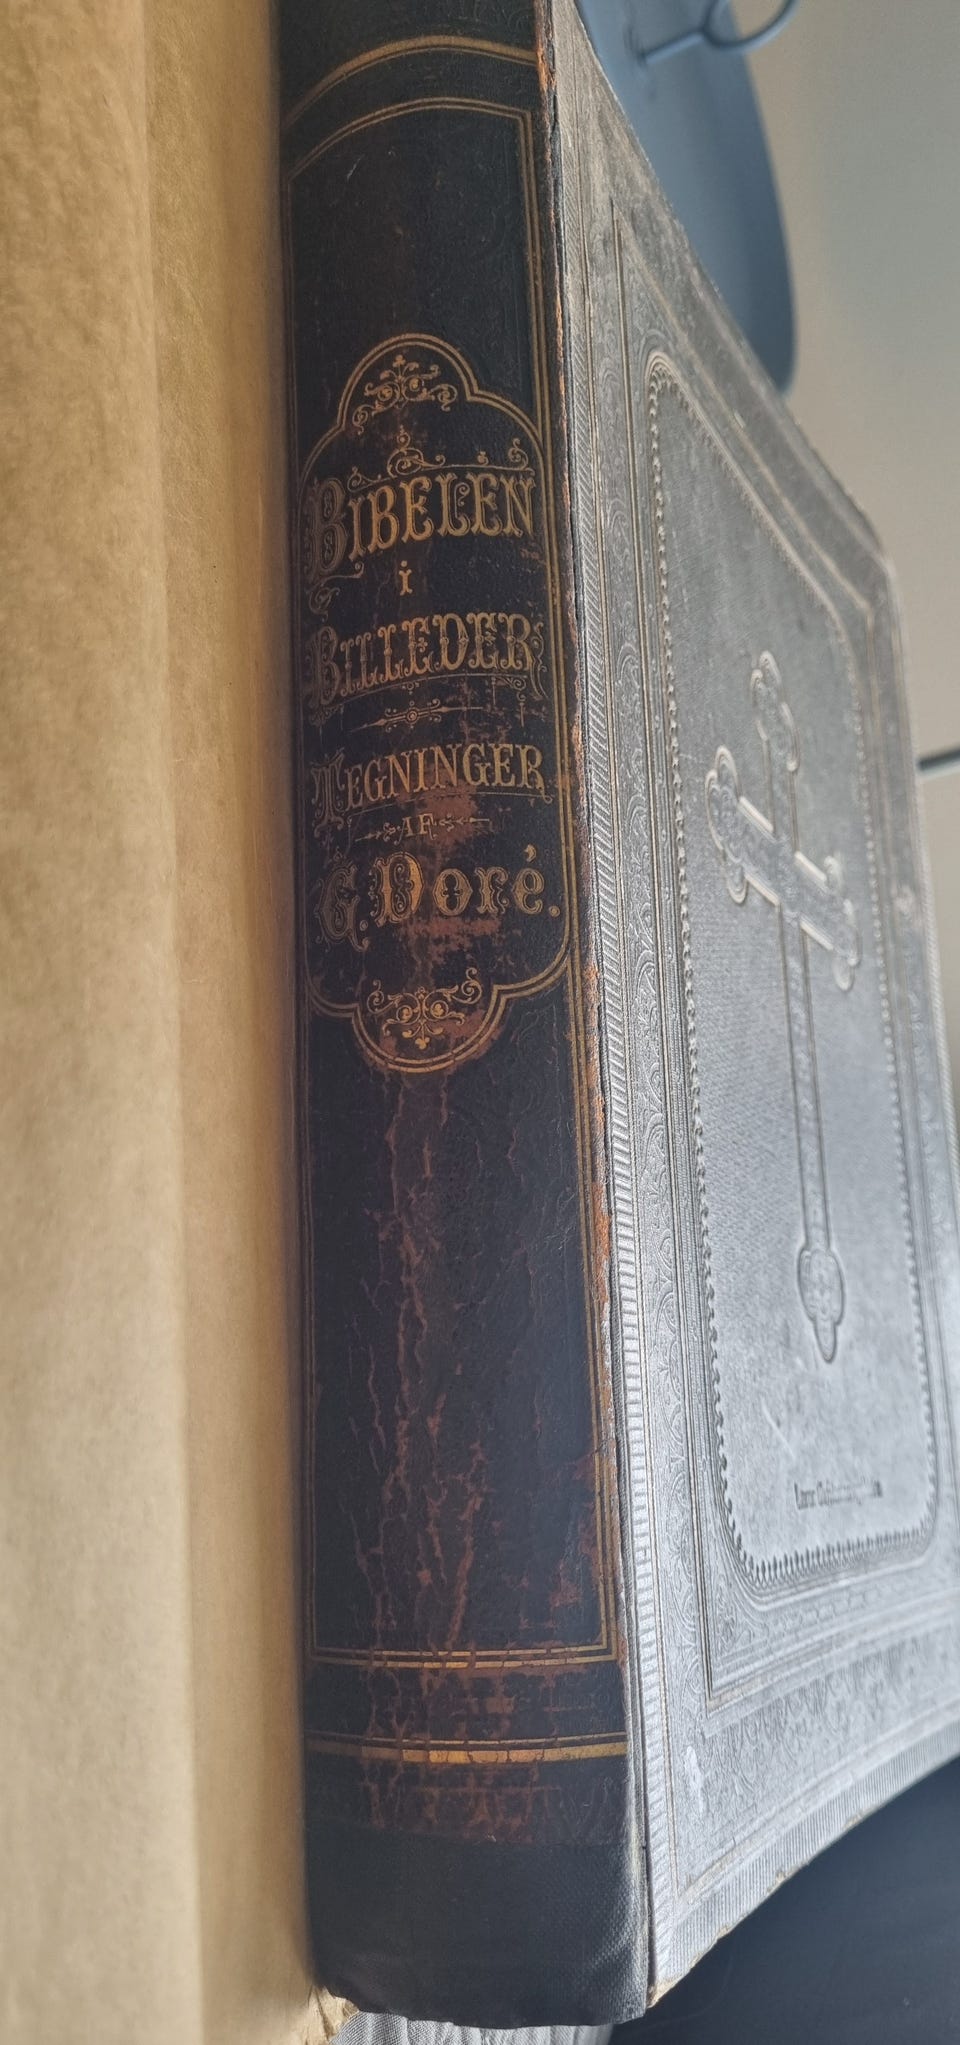 BIBELEN
i
BILLEDER
TEGNINGER
AF
G. Doré.